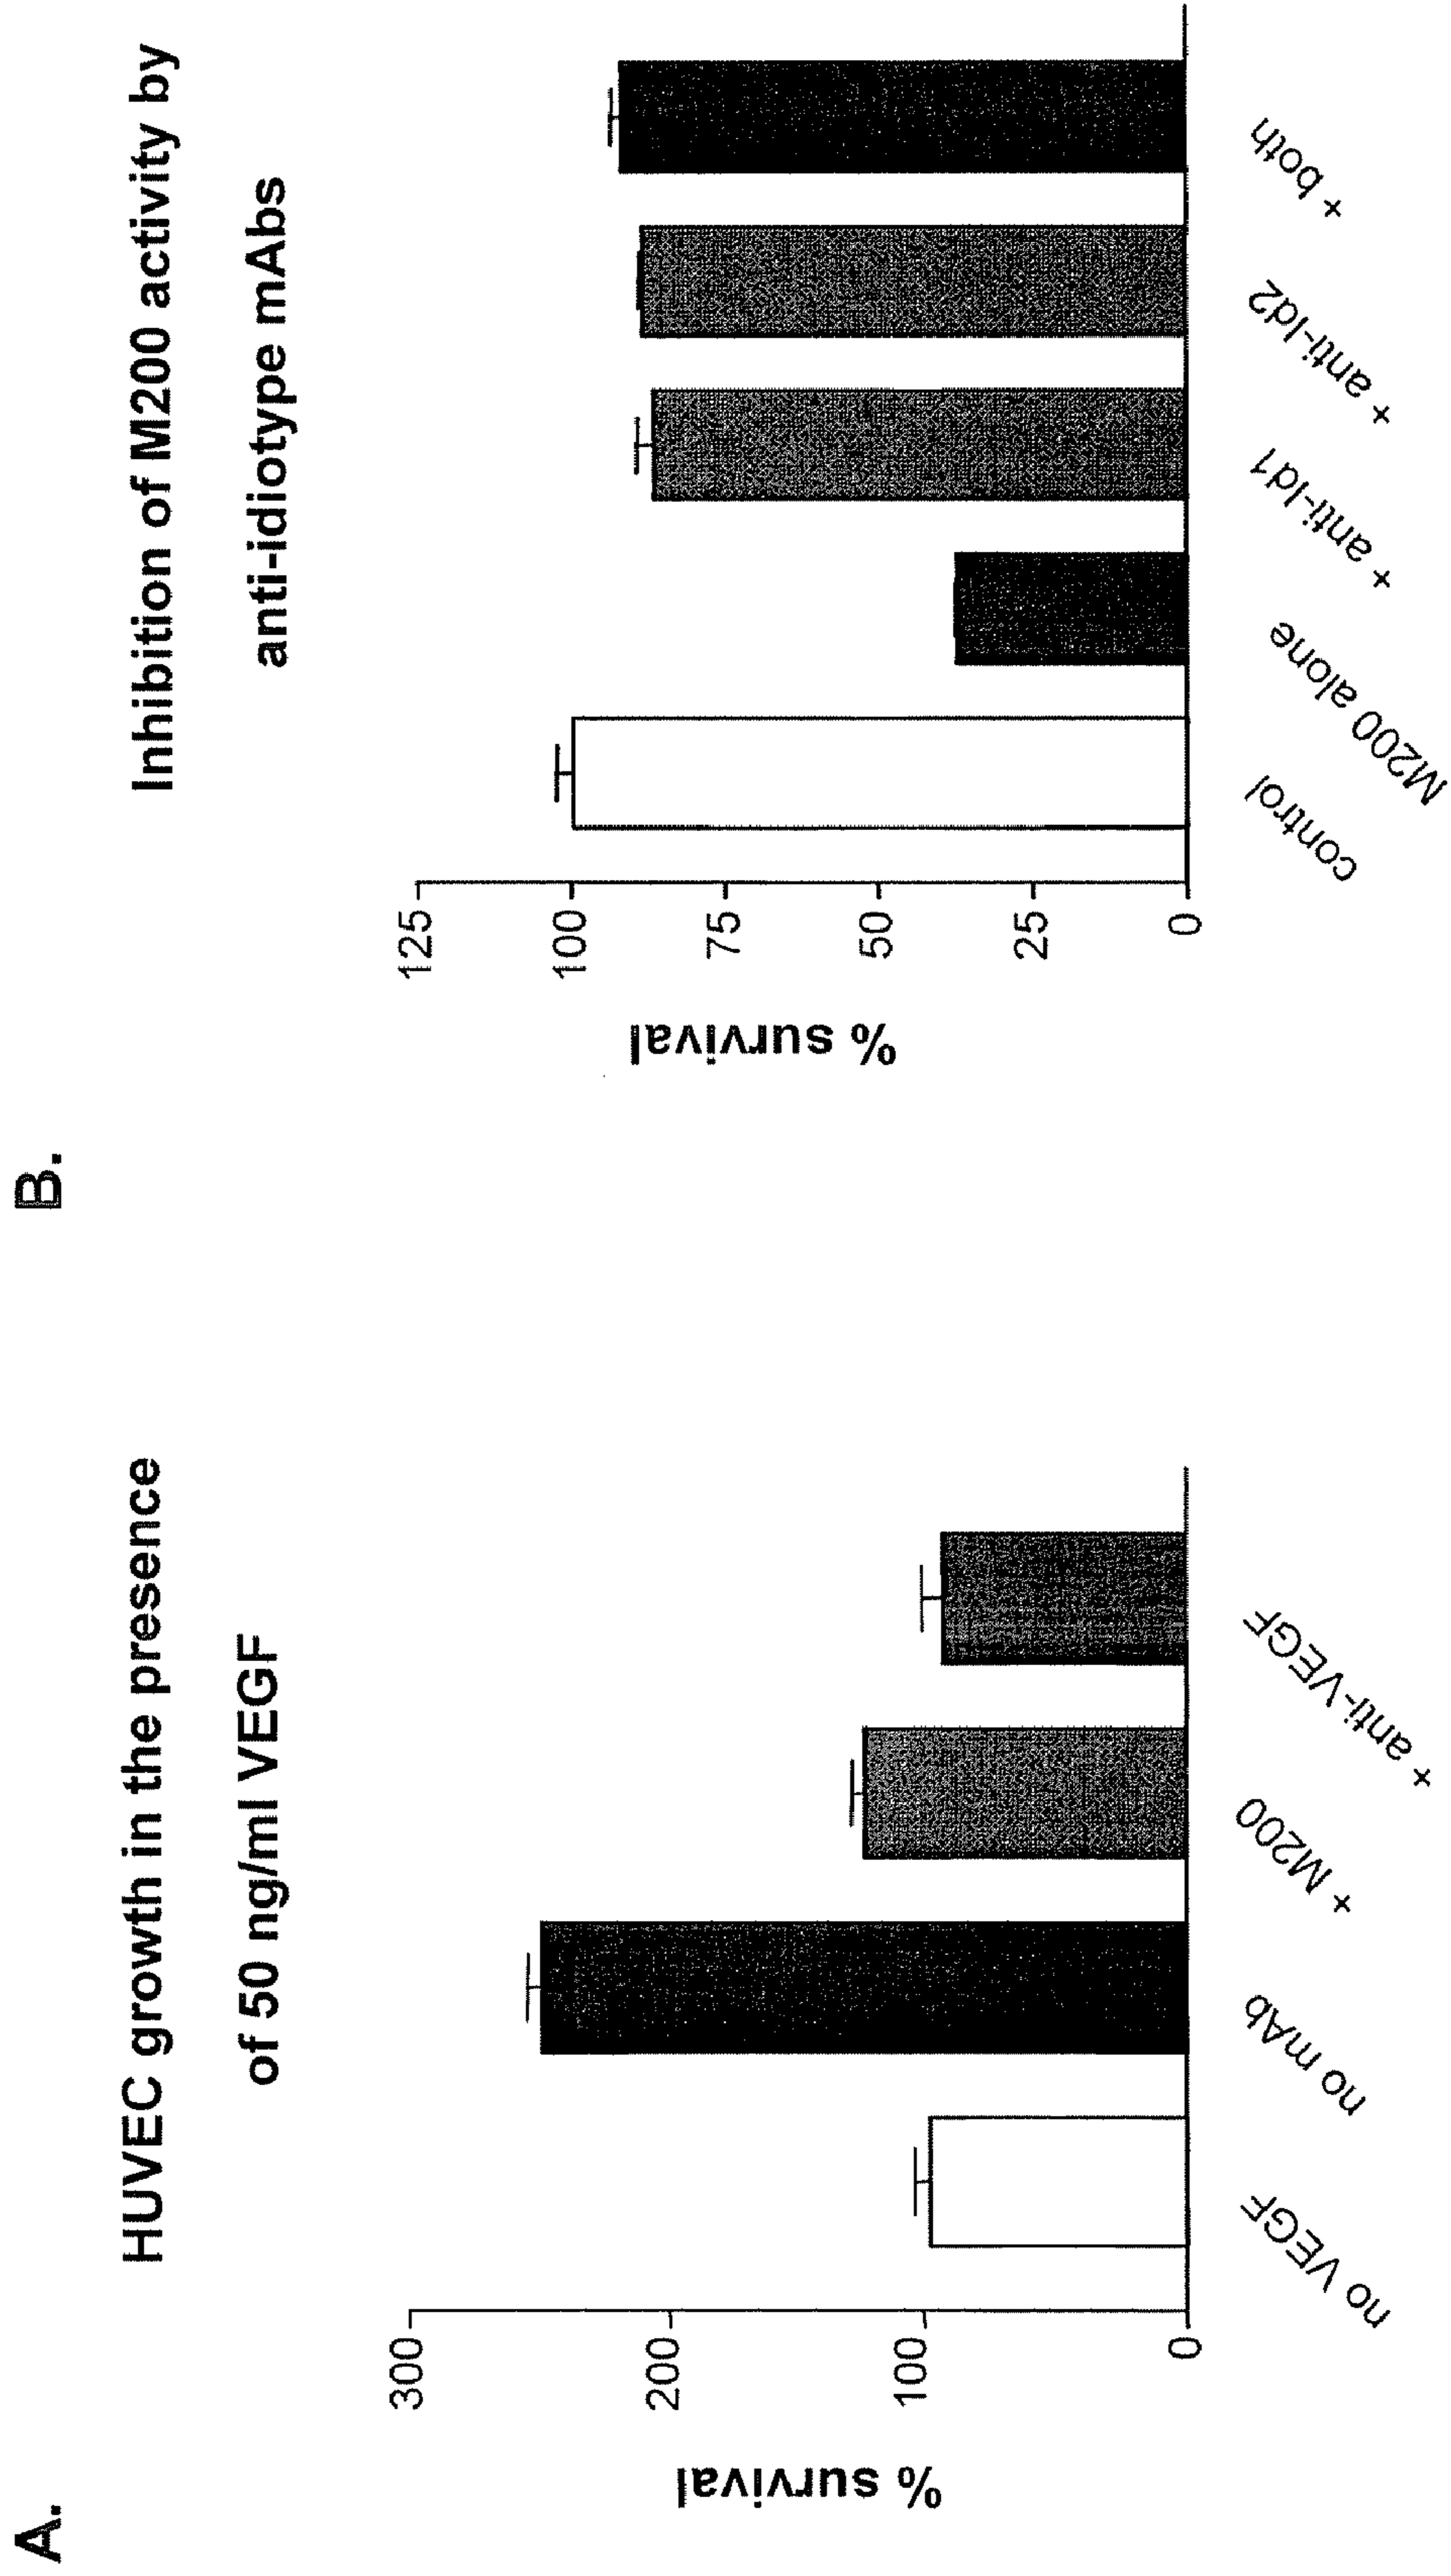 A.
HUVEC growth in the presence
of 50 ng/ml VEGF
% survival
300
200
100
0
no VEGF
no mAb
+ M200
+ anti-VEGF
B.
Inhibition of M200 activity by
anti-idiotype mAbs
% survival
125
100
75
50
25
0
control
M200 alone
+ anti-Id1
+ anti-Id2
+ both